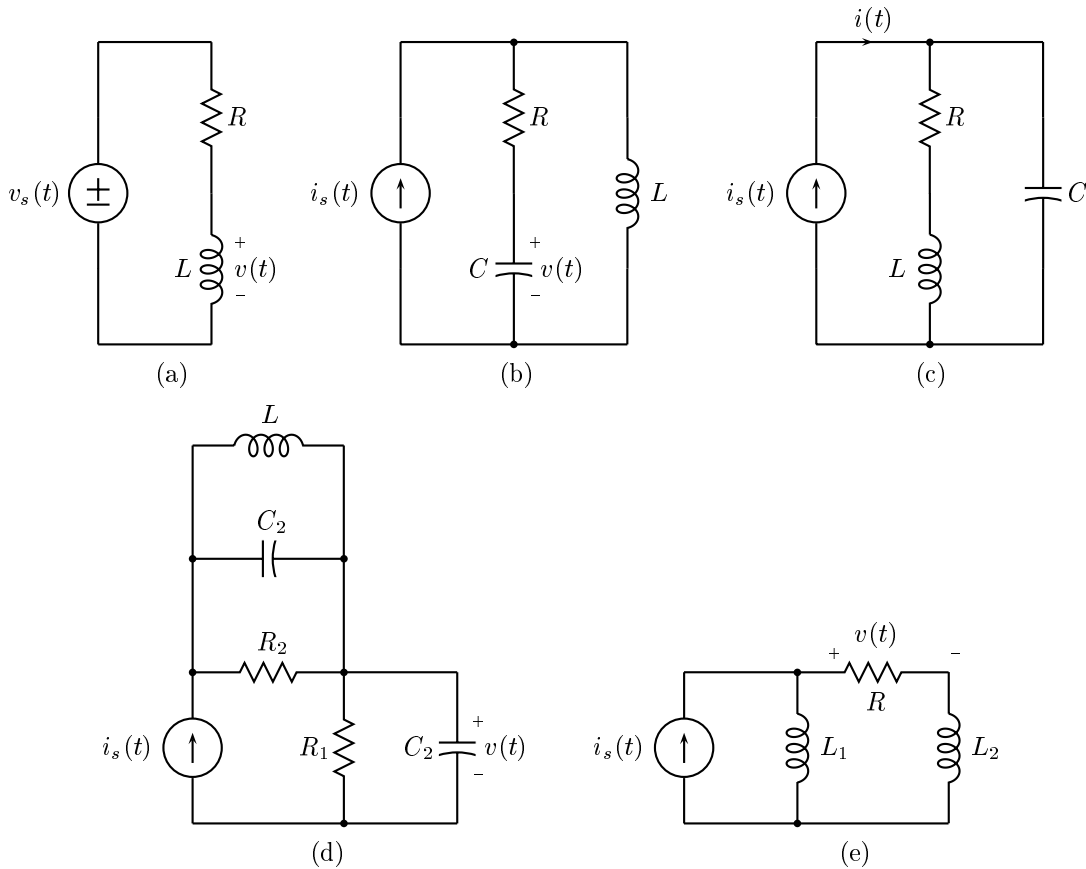 i(t)
R
v_s(t)
+
L v(t)
−
(a)
R
i_s(t)
L
+
C v(t)
−
(b)
R
i_s(t)
C
L
(c)
L
C_2
R_2
i_s(t)
R_1
+
C_2 v(t)
−
(d)
v(t)
+ −
R
i_s(t)
L_1
L_2
(e)